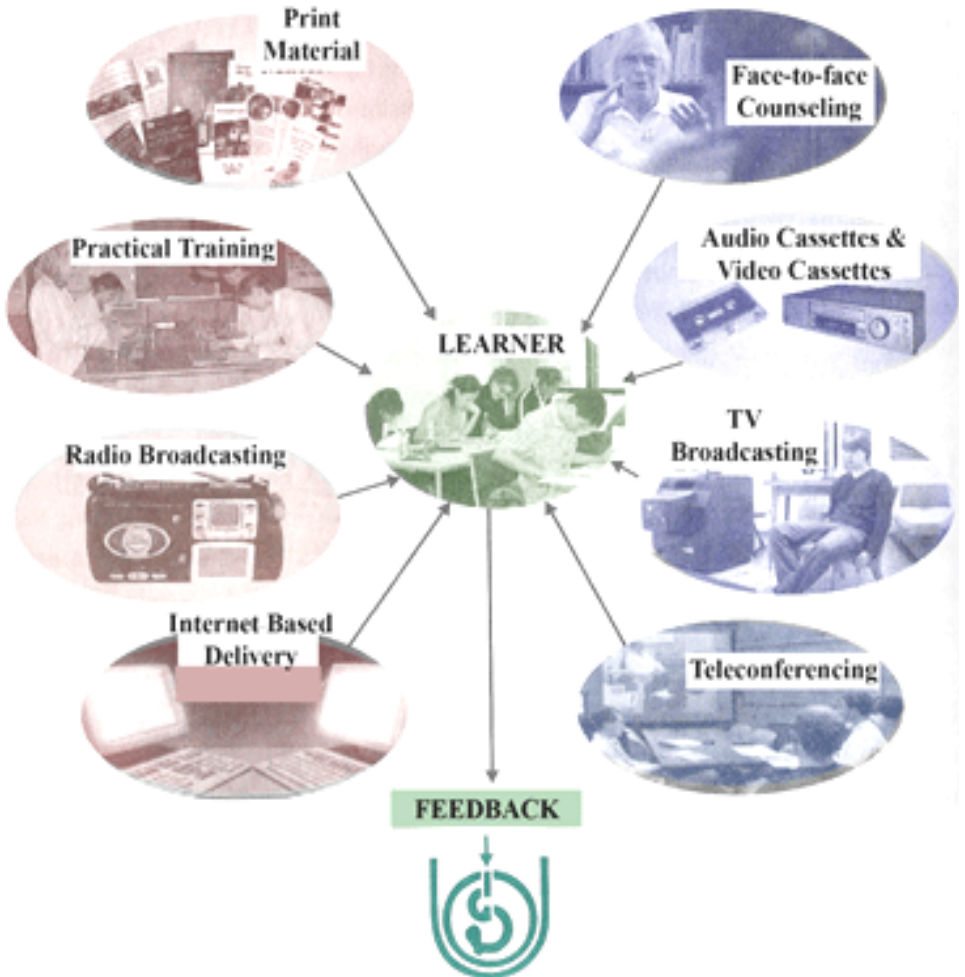 Print
Material
Face-to-face
Counseling
Practical Training
Audio Cassettes &
Video Cassettes
LEARNER
TV
Broadcasting
Radio Broadcasting
Internet Based
Delivery
Teleconferencing
FEEDBACK